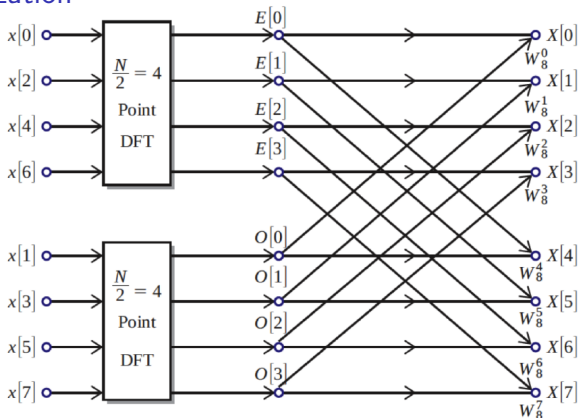 x[0]
x[2]
x[4]
x[6]
N/2 = 4
Point
DFT
E[0]
E[1]
E[2]
E[3]
X[0]
W_8^0
X[1]
W_8^1
X[2]
W_8^2
X[3]
W_8^3
x[1]
x[3]
x[5]
x[7]
N/2 = 4
Point
DFT
O[0]
O[1]
O[2]
O[3]
X[4]
W_8^4
X[5]
W_8^5
X[6]
W_8^6
X[7]
W_8^7